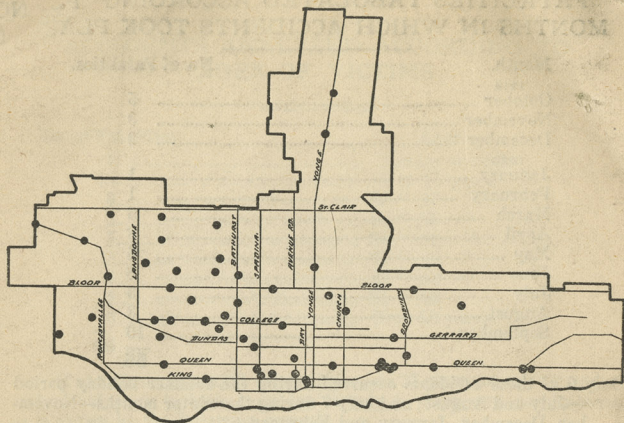 YONGE
ST. CLAIR
LANSDOWNE
BATHURST
SPADINA
AVENUE RD.
BLOOR
BLOOR
RONCESVALLES
COLLEGE
DUNDAS
BAY
YONGE
CHURCH
BROADVIEW
GERRARD
QUEEN
QUEEN
KING